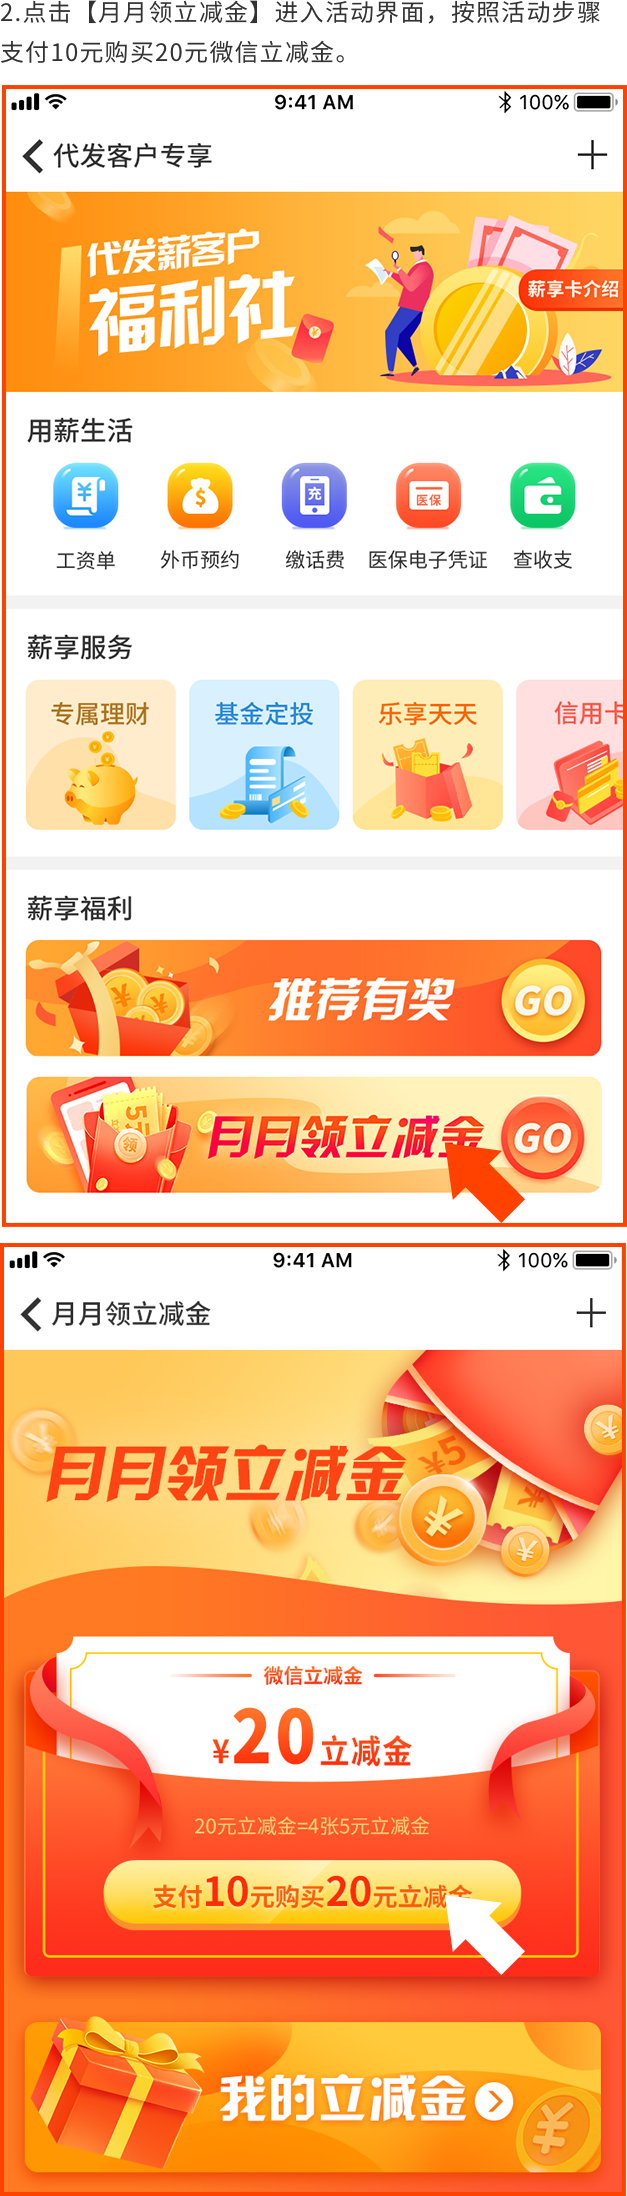 2.点击【月月领立减金】进入活动界面，按照活动步骤
支付10元购买20元微信立减金。
9:41 AM
100%
代发客户专享
代发薪客户
福利社
薪享卡介绍
用薪生活
充
医保
工资单 外币预约 缴话费 医保电子凭证 查收支
薪享服务
专属理财 基金定投 乐享天天 信用卡
薪享福利
推荐有奖 GO
5元
领
月月领立减金 GO
9:41 AM
100%
月月领立减金
¥5
月月领立减金
微信立减金
¥20立减金
20元立减金=4张5元立减金
支付10元购买20元立减金
我的立减金